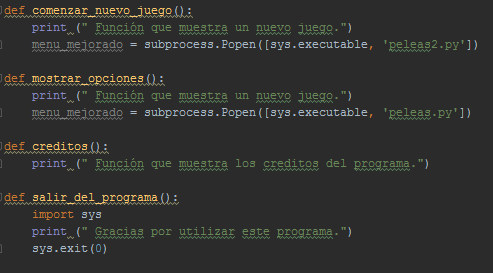 def comenzar_nuevo_juego():
    print (" Función que muestra un nuevo juego.")
    menu_mejorado = subprocess.Popen([sys.executable, 'peleas2.py'])
def mostrar_opciones():
    print (" Función que muestra un nuevo juego.")
    menu_mejorado = subprocess.Popen([sys.executable, 'peleas.py'])
def creditos():
    print (" Función que muestra los creditos del programa.")
def salir_del_programa():
    import sys
    print (" Gracias por utilizar este programa.")
    sys.exit(0)